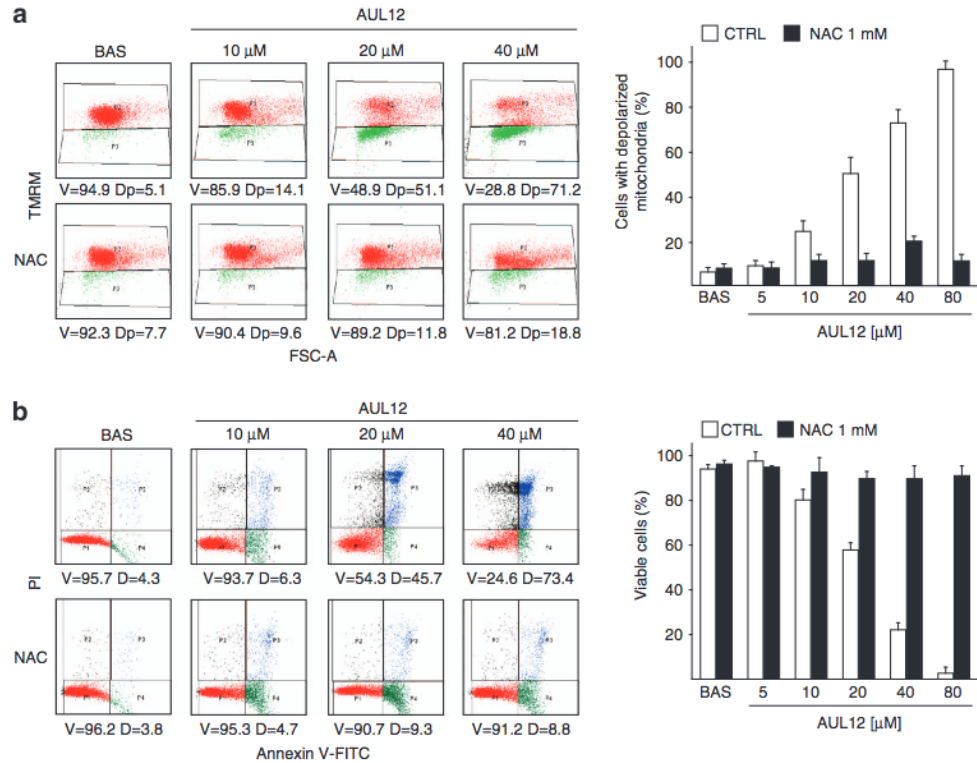 a
AUL12
BAS 10 μM 20 μM 40 μM
TMRM
P3
V=94.9 Dp=5.1 V=85.9 Dp=14.1 V=48.9 Dp=51.1 V=28.8 Dp=71.2
NAC
P3
V=92.3 Dp=7.7 V=90.4 Dp=9.6 V=89.2 Dp=11.8 V=81.2 Dp=18.8
FSC-A
CTRL NAC 1 mM
Cells with depolarized
mitochondria (%)
100
80
60
40
20
BAS 5 10 20 40 80
AUL12 [μM]
b
AUL12
BAS 10 μM 20 μM 40 μM
PI
V=95.7 D=4.3 V=93.7 D=6.3 V=54.3 D=45.7 V=24.6 D=73.4
NAC
P2 P3
P4
V=96.2 D=3.8 V=95.3 D=4.7 V=90.7 D=9.3 V=91.2 D=8.8
Annexin V-FITC
CTRL NAC 1 mM
Viable cells (%)
100
80
60
40
20
BAS 5 10 20 40 80
AUL12 [μM]